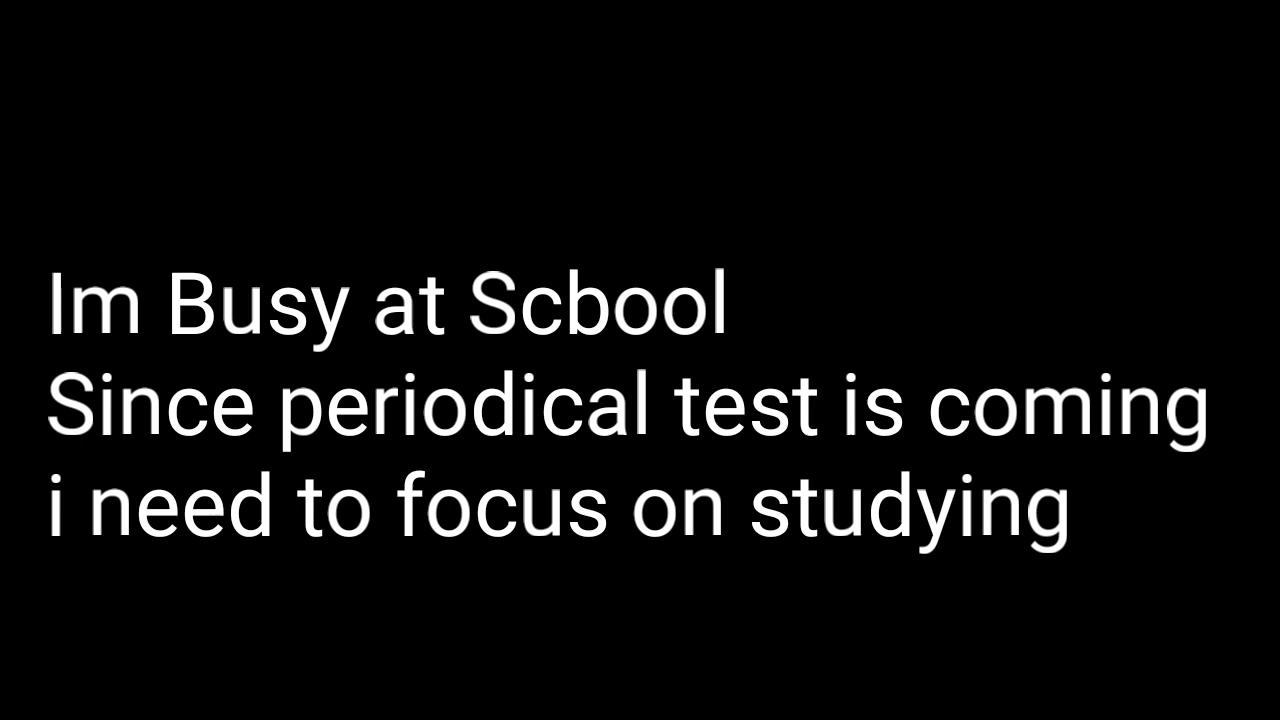 Im Busy at Scbool
Since periodical test is coming
i need to focus on studying